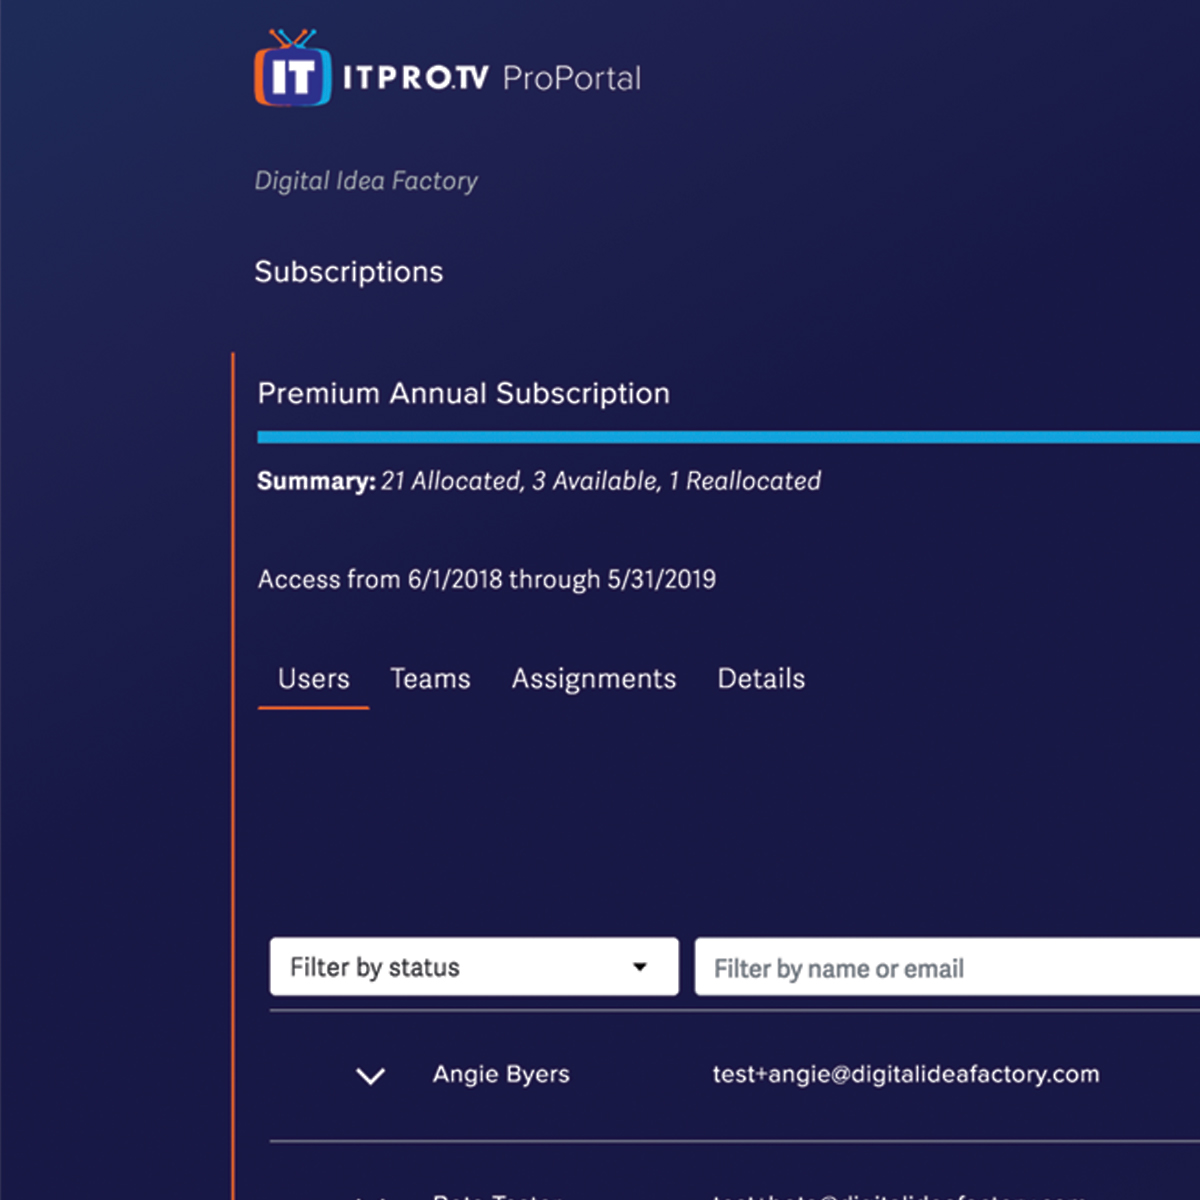 IT ITPRO.TV ProPortal
Digital Idea Factory
Subscriptions
Premium Annual Subscription
Summary: 21 Allocated, 3 Available, 1 Reallocated
Access from 6/1/2018 through 5/31/2019
Users Teams Assignments Details
Filter by status Filter by name or email
Angie Byers test+angie@digitalideafactory.com